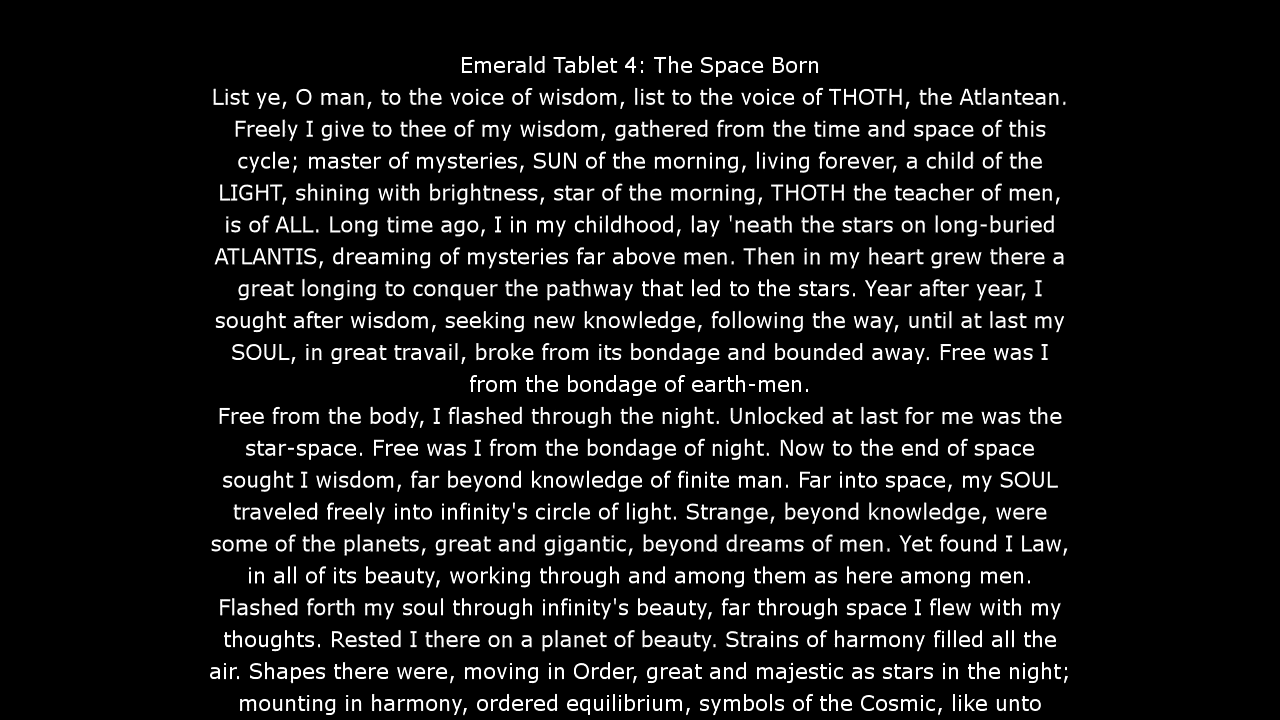 Emerald Tablet 4: The Space Born
List ye, O man, to the voice of wisdom, list to the voice of THOTH, the Atlantean.
Freely I give to thee of my wisdom, gathered from the time and space of this
cycle; master of mysteries, SUN of the morning, living forever, a child of the
LIGHT, shining with brightness, star of the morning, THOTH the teacher of men,
is of ALL. Long time ago, I in my childhood, lay 'neath the stars on long-buried
ATLANTIS, dreaming of mysteries far above men. Then in my heart grew there a
great longing to conquer the pathway that led to the stars. Year after year, I
sought after wisdom, seeking new knowledge, following the way, until at last my
SOUL, in great travail, broke from its bondage and bounded away. Free was I
from the bondage of earth-men.
Free from the body, I flashed through the night. Unlocked at last for me was the
star-space. Free was I from the bondage of night. Now to the end of space
sought I wisdom, far beyond knowledge of finite man. Far into space, my SOUL
traveled freely into infinity's circle of light. Strange, beyond knowledge, were
some of the planets, great and gigantic, beyond dreams of men. Yet found I Law,
in all of its beauty, working through and among them as here among men.
Flashed forth my soul through infinity's beauty, far through space I flew with my
thoughts. Rested I there on a planet of beauty. Strains of harmony filled all the
air. Shapes there were, moving in Order, great and majestic as stars in the night;
mounting in harmony, ordered equilibrium, symbols of the Cosmic, like unto